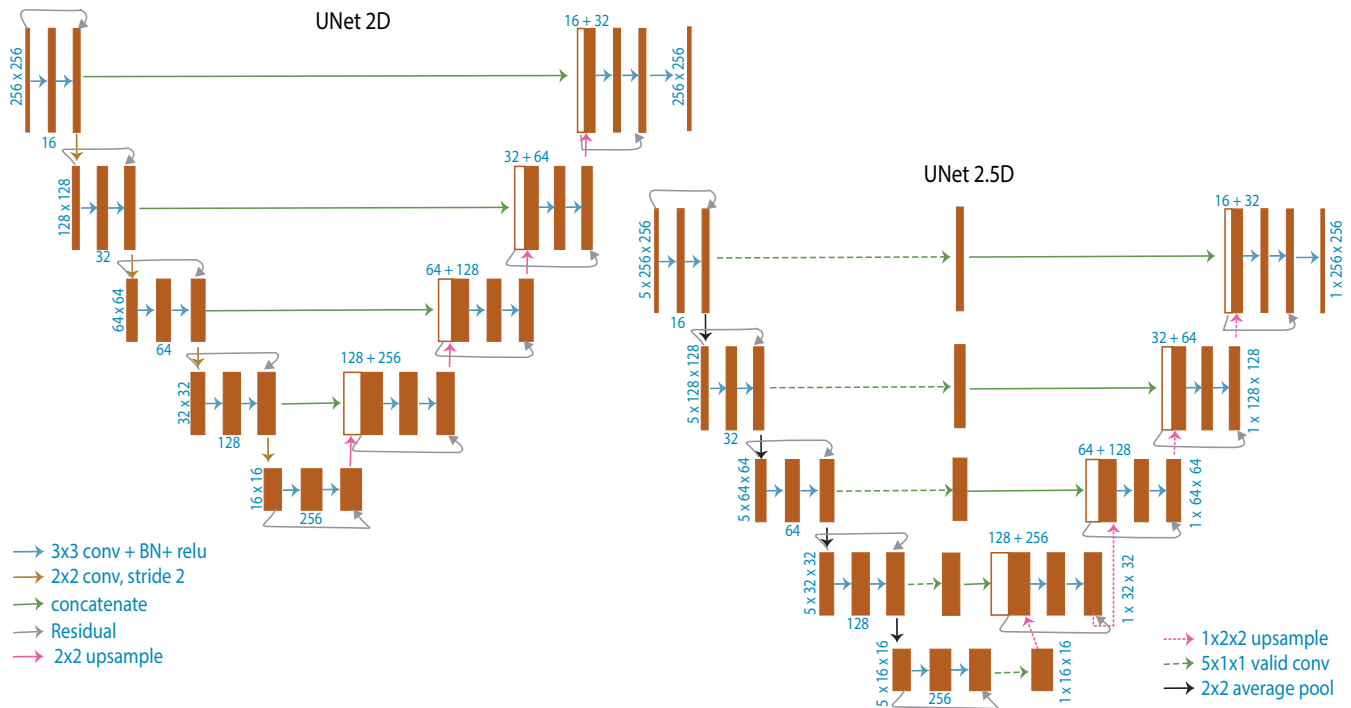 UNet 2D
256 x 256
16
128 x 128
32
64 x 64
64
32 x 32
128
16 x 16
256
128 + 256
64 + 128
32 + 64
16 + 32
256 x 256
3x3 conv + BN+ relu
2x2 conv, stride 2
concatenate
Residual
2x2 upsample
UNet 2.5D
5 x 256 x 256
16
5 x 128 x 128
32
5 x 64 x 64
64
5 x 32 x 32
128
5 x 16 x 16
256
1 x 16 x 16
128 + 256
1 x 32 x 32
64 + 128
1 x 64 x 64
32 + 64
1 x 128 x 128
16 + 32
1 x 256 x 256
1x2x2 upsample
5x1x1 valid conv
2x2 average pool